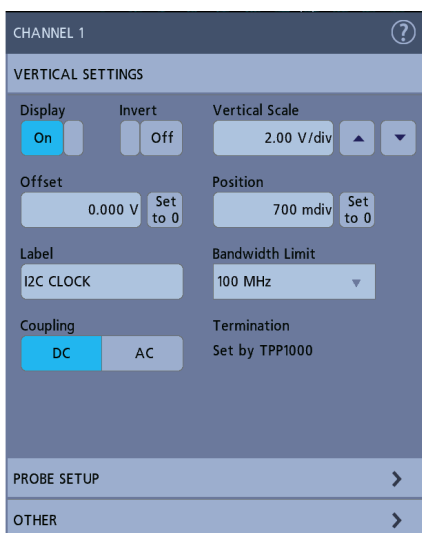 CHANNEL 1 ?
VERTICAL SETTINGS
Display Invert Vertical Scale
On Off 2.00 V/div
Offset Position
0.000 V Set to 0 700 mdiv Set to 0
Label Bandwidth Limit
I2C CLOCK 100 MHz
Coupling Termination
DC AC Set by TPP1000
PROBE SETUP
OTHER